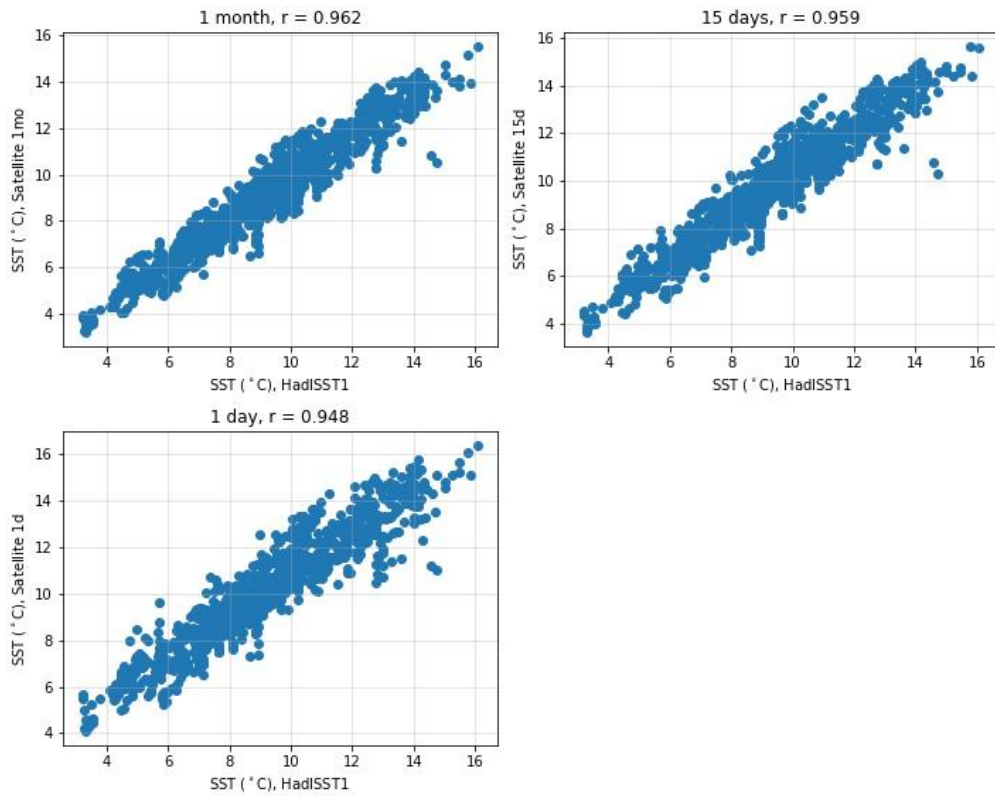 1 month, r = 0.962
16
14
12
10
8
6
4
SST (°C), Satellite 1mo
4 6 8 10 12 14 16
SST (°C), HadISST1
15 days, r = 0.959
16
14
12
10
8
6
4
SST (°C), Satellite 15d
4 6 8 10 12 14 16
SST (°C), HadISST1
1 day, r = 0.948
16
14
12
10
8
6
4
SST (°C), Satellite 1d
4 6 8 10 12 14 16
SST (°C), HadISST1